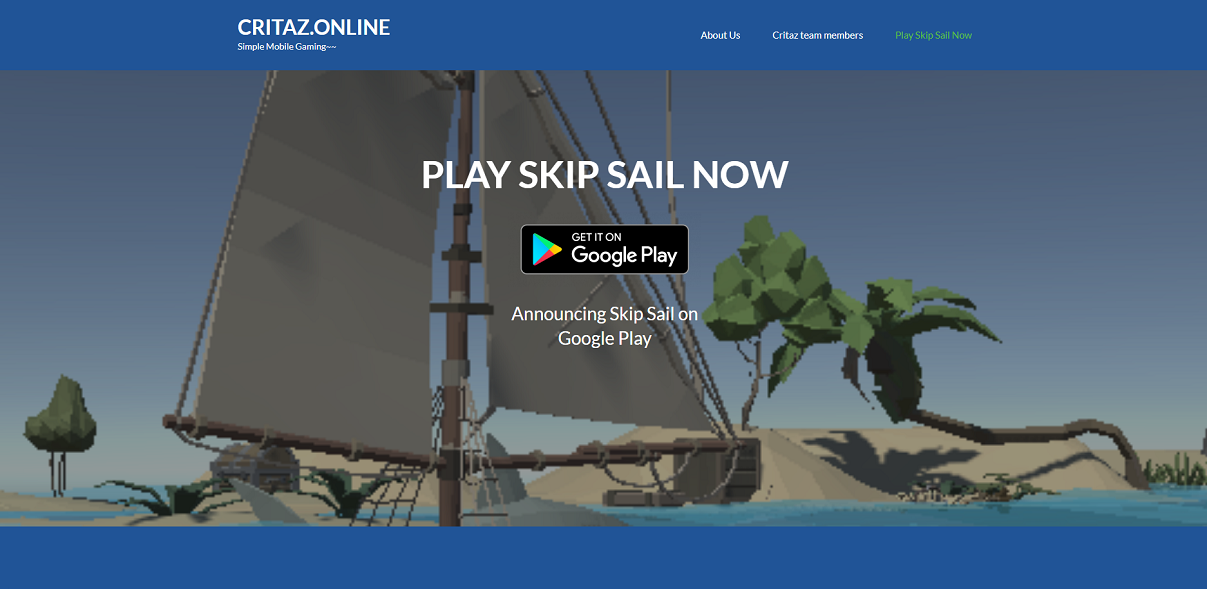 CRITAZ.ONLINE
Simple Mobile Gaming~~
About Us
Critaz team members
Play Skip Sail Now
PLAY SKIP SAIL NOW
GET IT ON
Google Play
Announcing Skip Sail on
Google Play